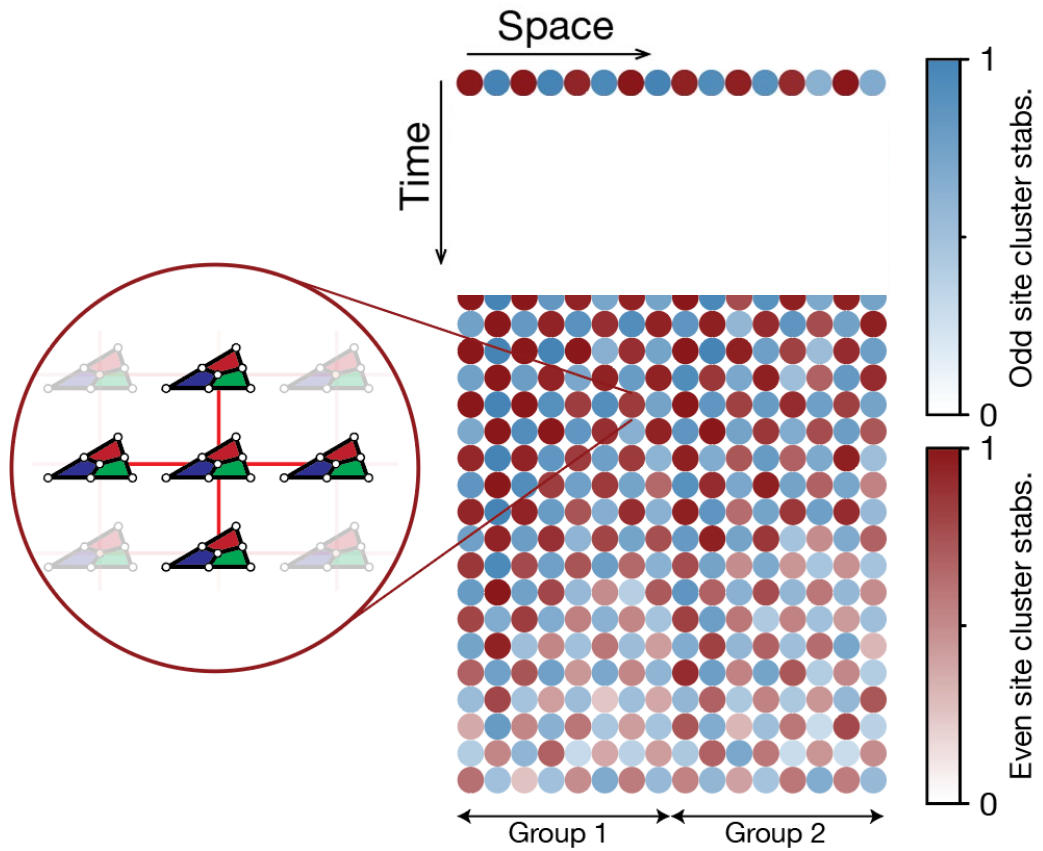 Space
Time
1
Odd site cluster stabs.
0
1
Even site cluster stabs.
0
Group 1
Group 2